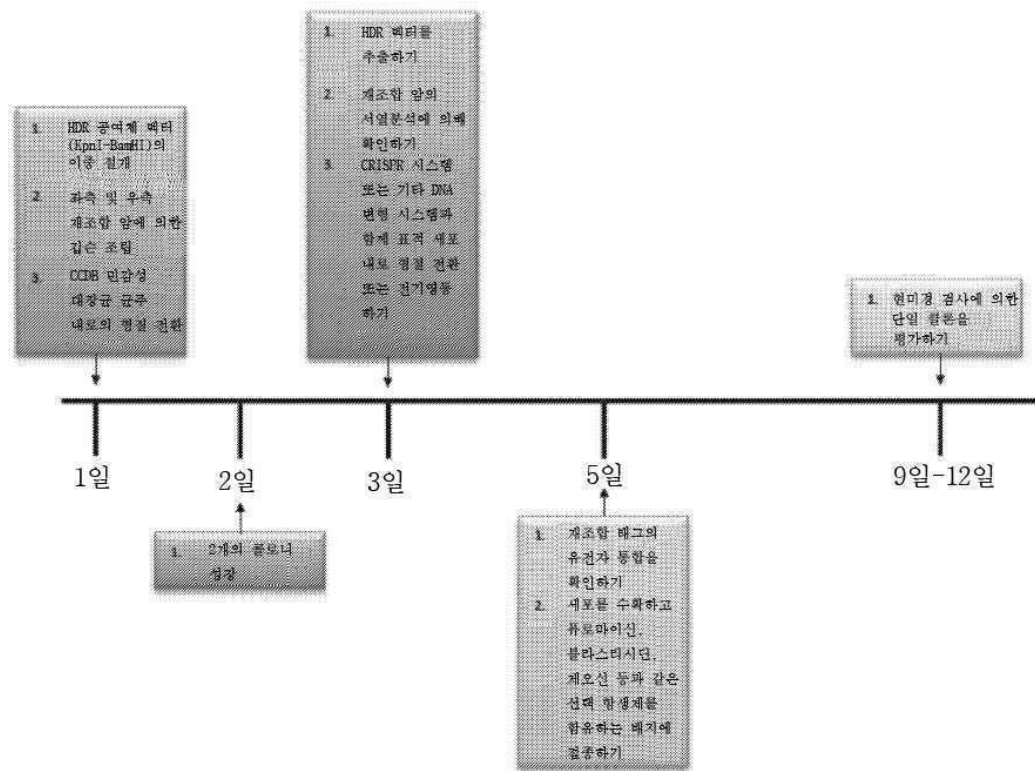 1. HDR 공여체 벡터
(KpnI-BamHI)의
이중 절개
2. 좌측 및 우측
재조합 암에 의한
깁슨 조립
3. CCDB 민감성
대장균 균주
내로의 형질 전환
1. HDR 벡터를
추출하기
2. 재조합 암의
서열분석에 의해
확인하기
3. CRISPR 시스템
또는 기타 DNA
변형 시스템과
함께 표적 세포
내로 형질 전환
또는 전기영동
하기
1. 현미경 검사에 의한
단일 클론을
평가하기
1일
2일
3일
5일
9일-12일
1. 2개의 콜로니
성장
1. 재조합 태그의
유전자 통합을
확인하기
2. 세포를 수확하고
퓨로마이신,
블라스티시딘,
제오신 등과 같은
선택 항생제를
함유하는 배지에
접종하기